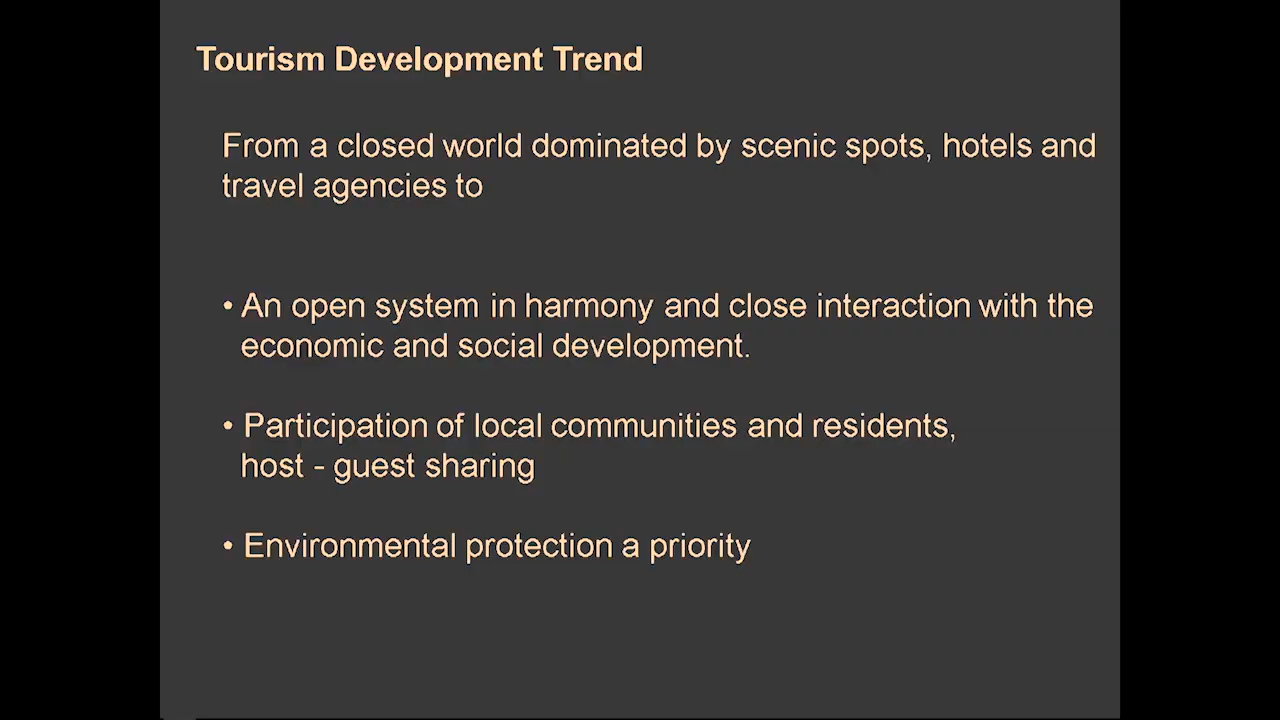 Tourism Development Trend
From a closed world dominated by scenic spots, hotels and
travel agencies to
• An open system in harmony and close interaction with the
economic and social development.
• Participation of local communities and residents,
host - guest sharing
• Environmental protection a priority